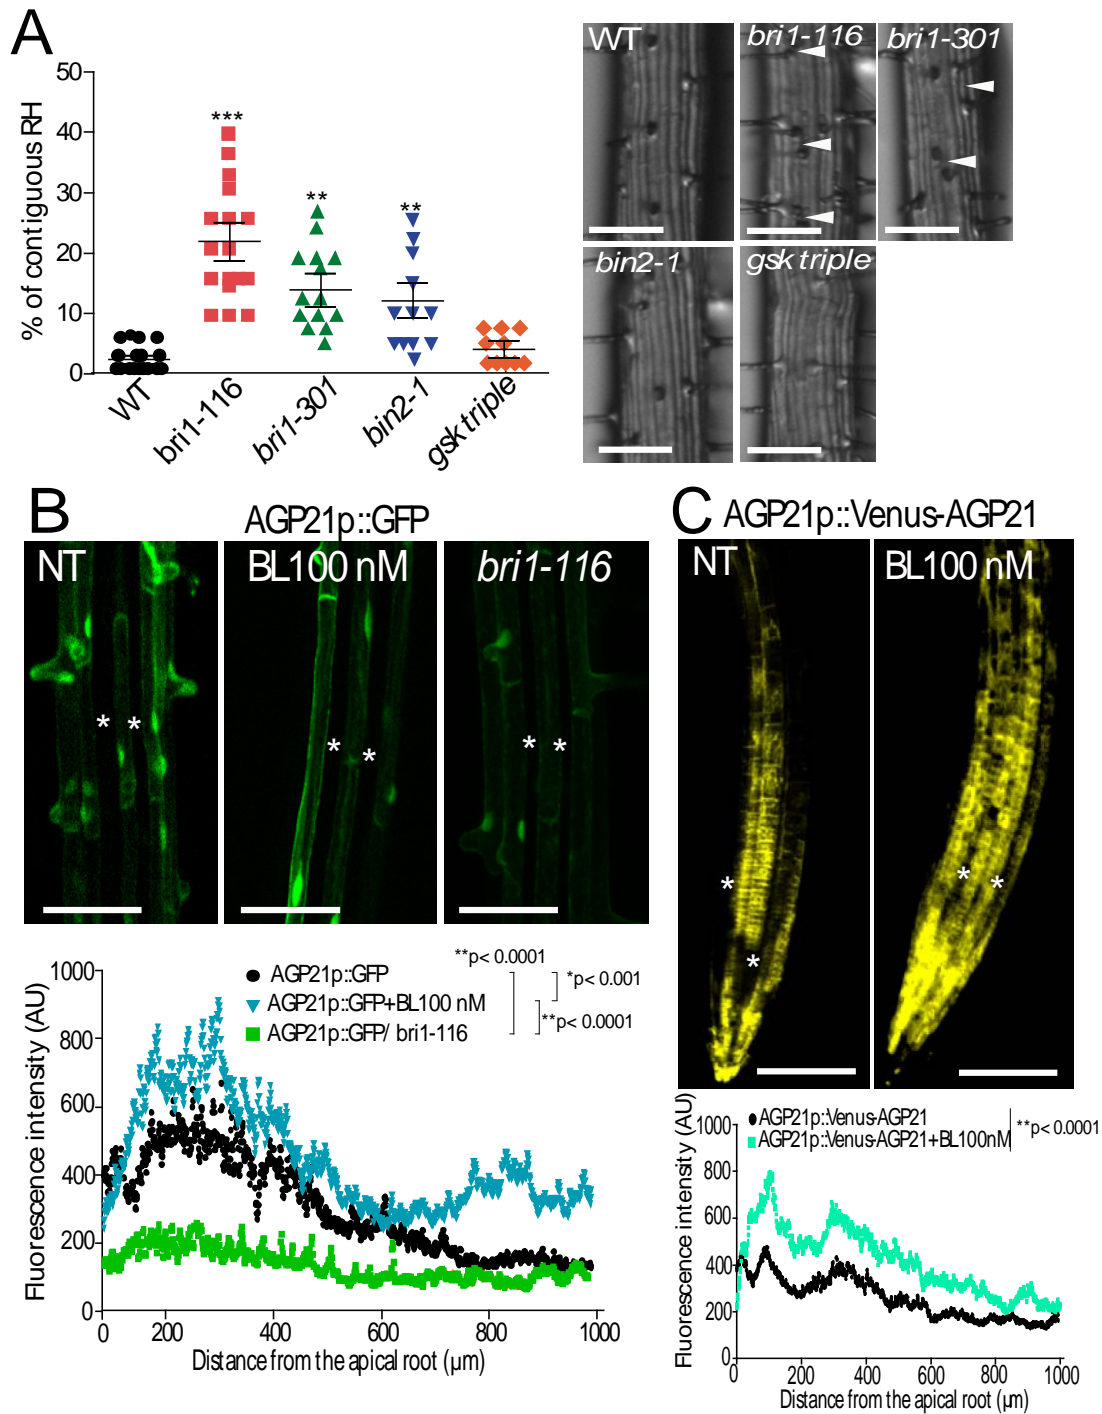 A
50
40
30
20
10
0
% of contiguous RH
***
**
**
WT
bri1-116
bri1-301
bin2-1
gsk triple
WT
bri1-116
bri1-301
bin2-1
gsk triple
B
AGP21p::GFP
NT
BL100 nM
bri1-116
* *
* *
* *
1000
800
600
400
200
0
Fluorescence intensity (AU)
AGP21p::GFP
AGP21p::GFP+BL100 nM
AGP21p::GFP/ bri1-116
**p< 0.0001
*p< 0.001
**p< 0.0001
0 200 400 600 800 1000
Distance from the apical root (µm)
C
AGP21p::Venus-AGP21
NT
BL100 nM
*
*
* *
1000
800
600
400
200
0
Fluorescence intensity (AU)
AGP21p::Venus-AGP21
AGP21p::Venus-AGP21+BL100nM
**p< 0.0001
0 200 400 600 800 1000
Distance from the apical root (µm)